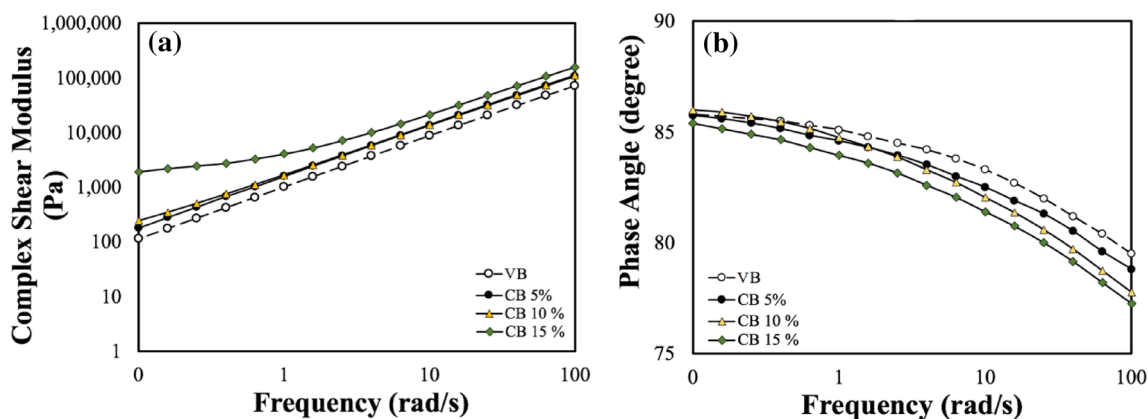 (a)
Complex Shear Modulus
(Pa)
1,000,000
100,000
10,000
1,000
100
10
1
0
1
10
100
Frequency (rad/s)
VB
CB 5%
CB 10 %
CB 15 %
(b)
Phase Angle (degree)
90
85
80
75
0
1
10
100
Frequency (rad/s)
VB
CB 5%
CB 10 %
CB 15 %